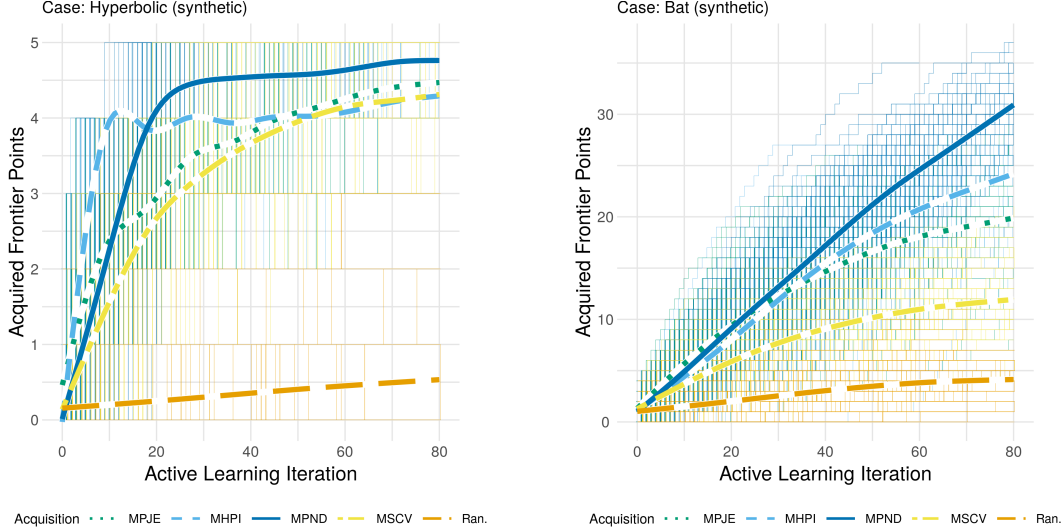 Case: Hyperbolic (synthetic)
Acquired Frontier Points
5
4
3
2
1
0
0 20 40 60 80
Active Learning Iteration
Acquisition MPJE MHPI MPND MSCV Ran.
Case: Bat (synthetic)
Acquired Frontier Points
30
20
10
0
0 20 40 60 80
Active Learning Iteration
Acquisition MPJE MHPI MPND MSCV Ran.